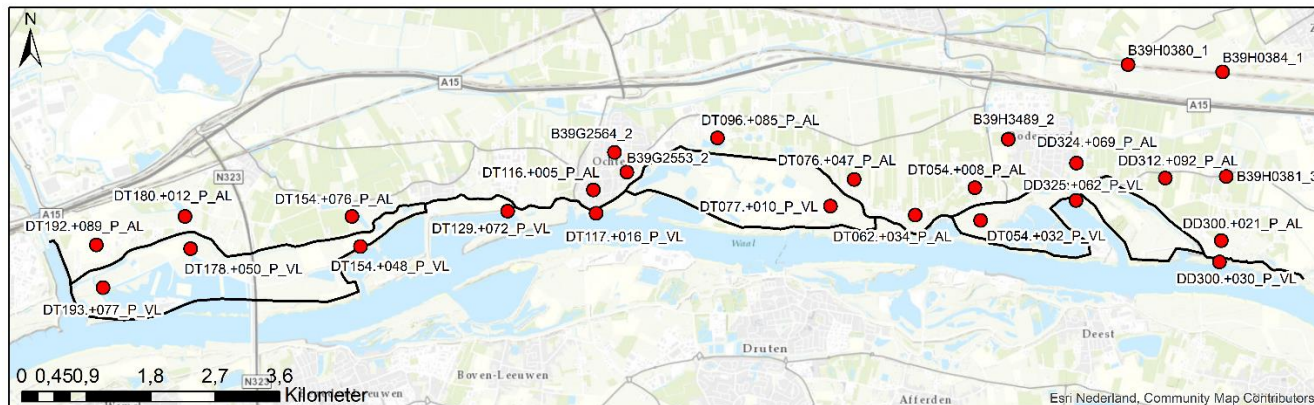 N
B39H0380_1
B39H0384_1
A15
A15
DT096.+085_P_AL
B39H3489_2
B39G2564_2
DD324.+069_P_AL
B39G2553_2
DT116.+005_P_AL
DT076.+047_P_AL
DT054.+008_P_AL
DD312.+092_P_AL
B39H0381_3
N323
DD325.+062_P_VL
DT180.+012_P_AL
DT154.+076_P_AL
DT077.+010_P_VL
A15
DT192.+089_P_AL
DT129.+072_P_VL
DT117.+016_P_VL
DT062.+034_P_AL
DT054.+032_P_VL
DD300.+021_P_AL
Waal
DT178.+050_P_VL
DT154.+048_P_VL
DD300.+030_P_VL
DT193.+077_P_VL
Deest
Druten
Boven-Leeuwen
0 0,45 0,9 1,8 2,7 3,6
Kilometer
N323
Afferden
Esri Nederland, Community Map Contributors